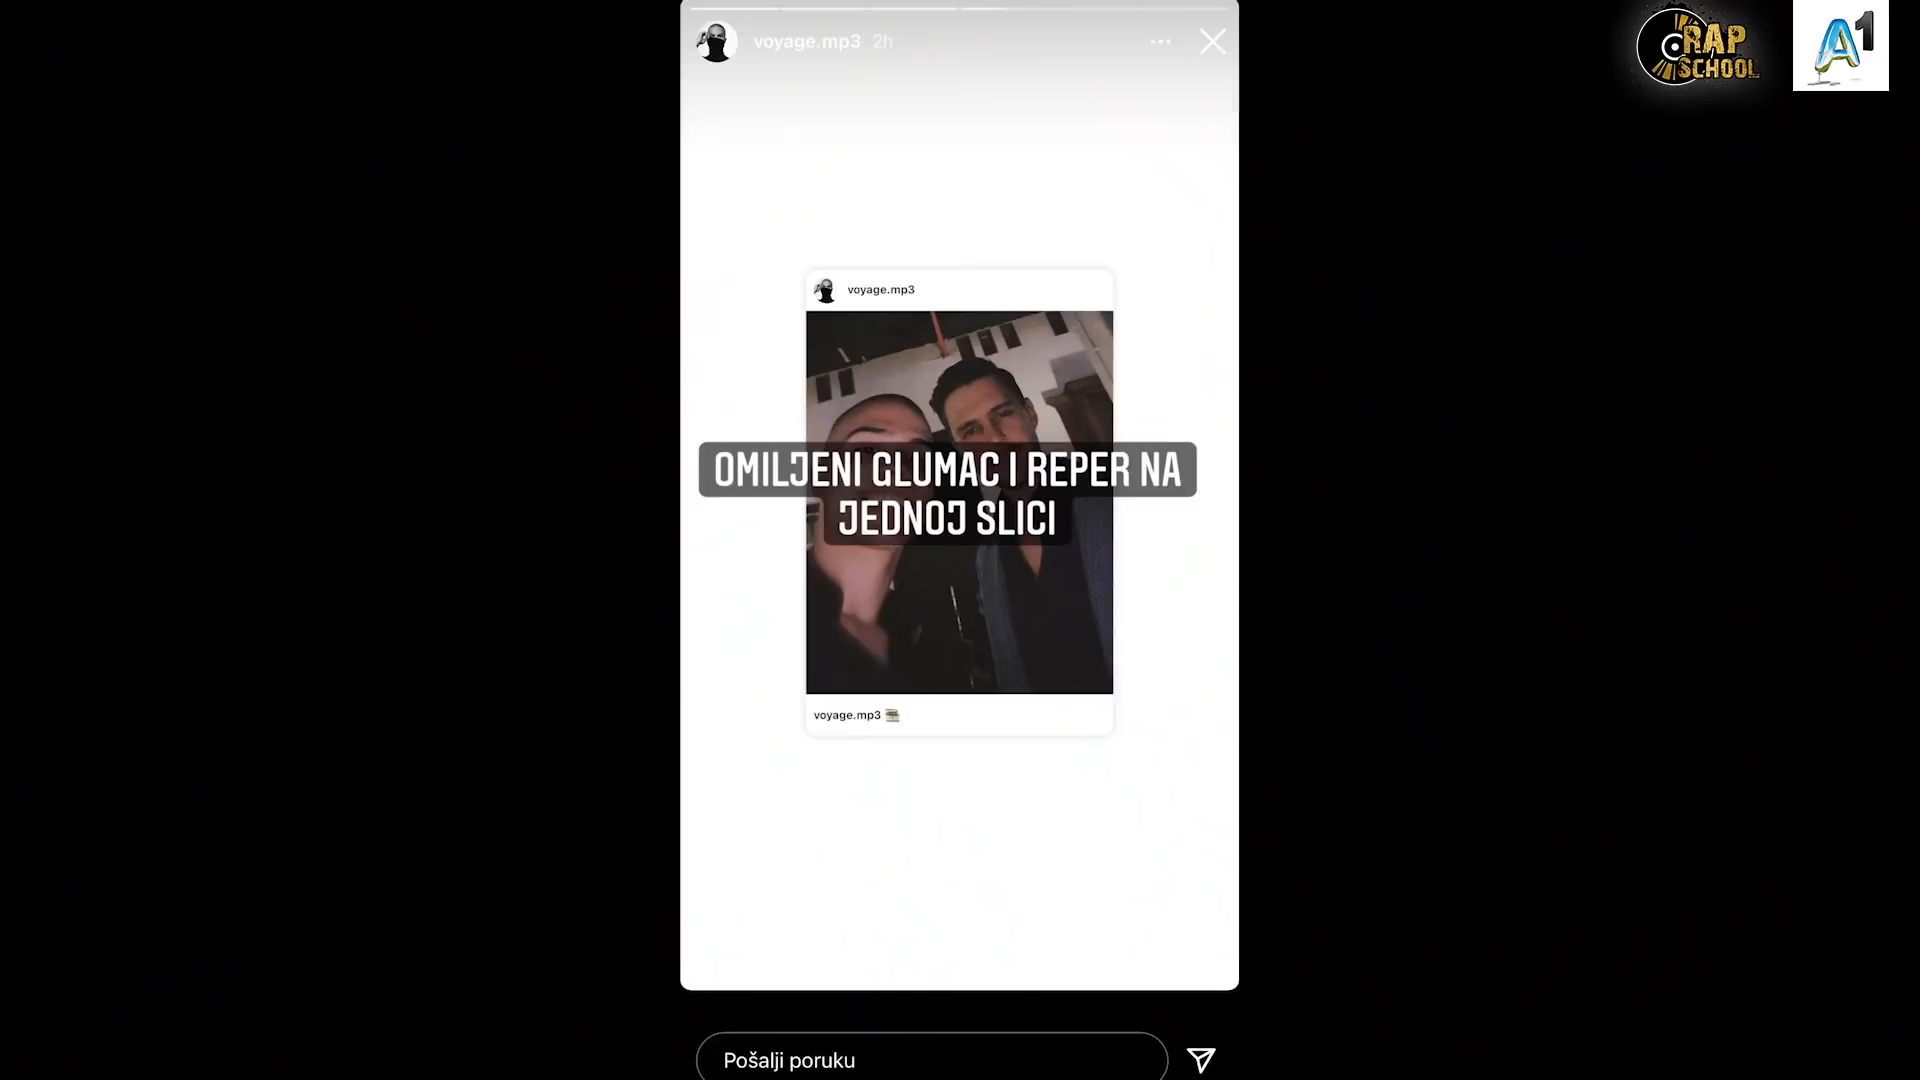 voyage.mp3 2h
RAP
SCHOOL
A1
voyage.mp3
OMILJENI GLUMAC I REPER NA
JEDNOJ SLICI
voyage.mp3
Pošalji poruku